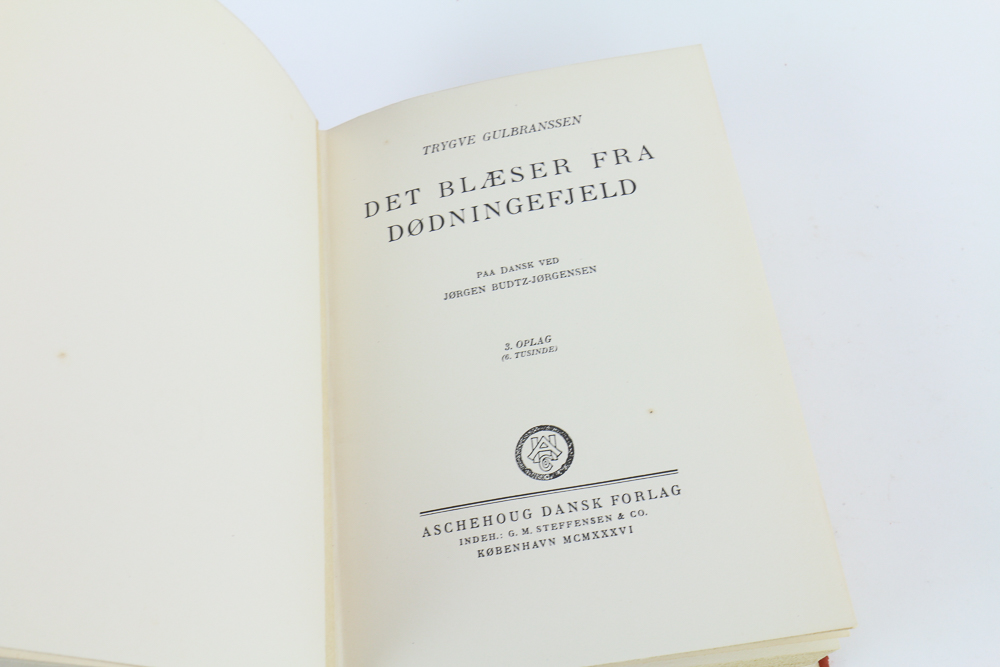 TRYGVE GULBRANSSEN
DET BLÆSER FRA
DØDNINGEFJELD
PAA DANSK VED
JØRGEN BUDTZ-JØRGENSEN
3. OPLAG
(6. TUSINDE)
ASCHEHOUG DANSK FORLAG
INDEH.: G. M. STEFFENSEN & CO.
KØBENHAVN MCMXXXVI